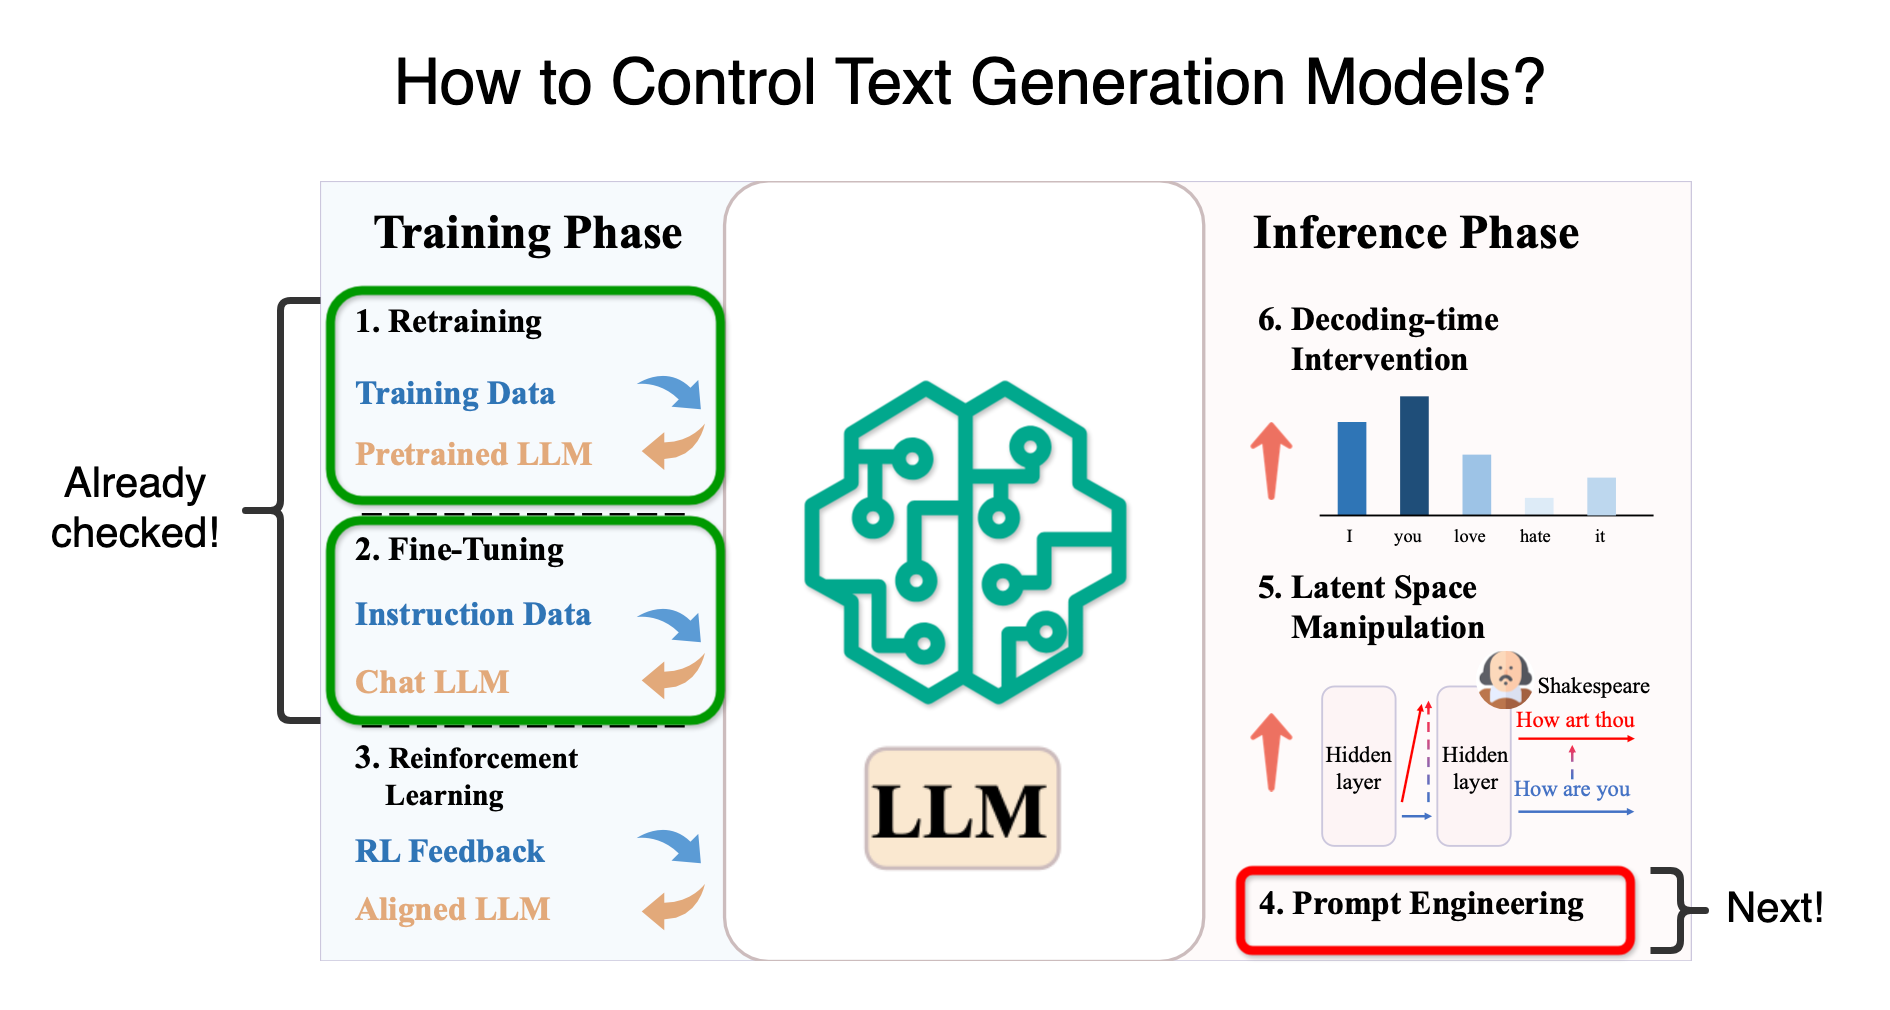 How to Control Text Generation Models?
Already
checked!
Training Phase
1. Retraining
Training Data
Pretrained LLM
2. Fine-Tuning
Instruction Data
Chat LLM
3. Reinforcement
Learning
RL Feedback
Aligned LLM
LLM
Inference Phase
6. Decoding-time
Intervention
I you love hate it
5. Latent Space
Manipulation
Shakespeare
How art thou
Hidden
layer
Hidden
layer
How are you
4. Prompt Engineering
Next!